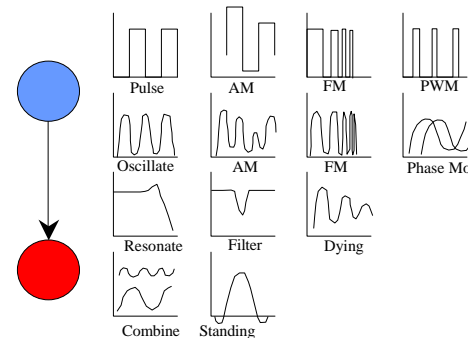 Pulse AM FM PWM
Oscillate AM FM Phase Mo
Resonate Filter Dying
Combine Standing